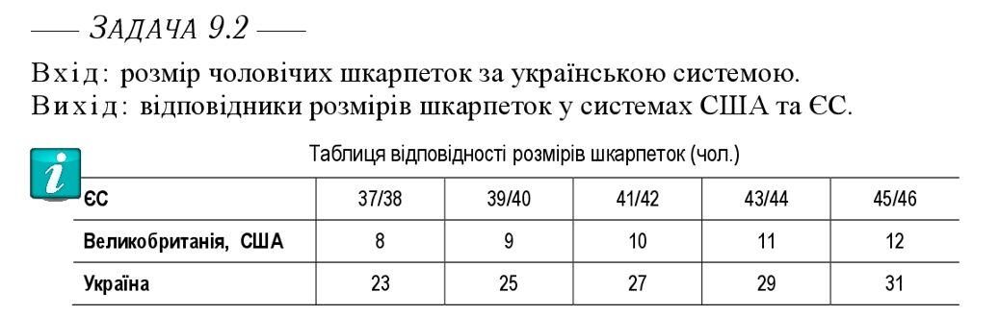 ЗАДАЧА 9.2
Вхід: розмір чоловічих шкарпеток за українською системою.
Вихід: відповідники розмірів шкарпеток у системах США та ЄС.
Таблиця відповідності розмірів шкарпеток (чол.)
i
ЄС 37/38 39/40 41/42 43/44 45/46
Великобританія, США 8 9 10 11 12
Україна 23 25 27 29 31